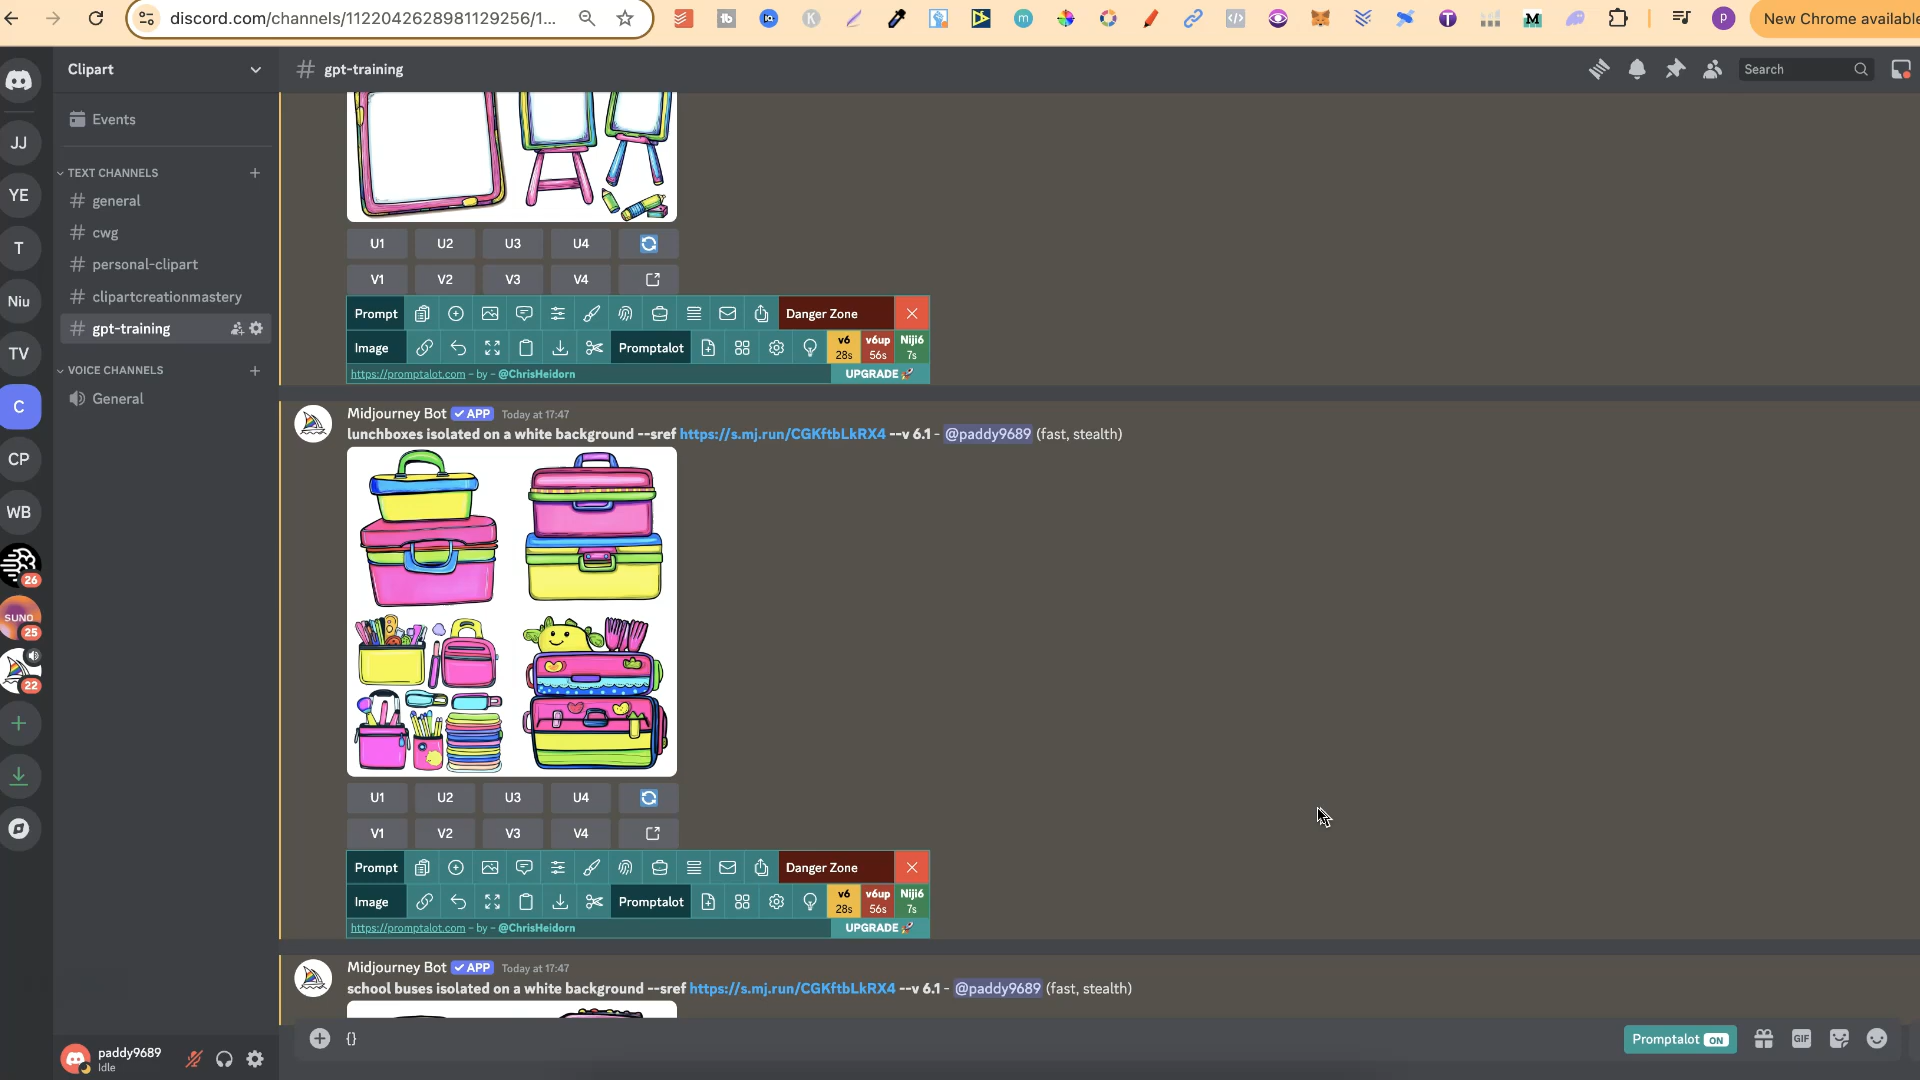 discord.com/channels/1122042628981129256/1...
New Chrome available
Clipart
gpt-training
Search
Events
TEXT CHANNELS
general
cwg
personal-clipart
clipartcreationmastery
gpt-training
VOICE CHANNELS
General
JJ
YE
T
Niu
TV
C
CP
WB
26
SUNO
25
22
U1 U2 U3 U4
V1 V2 V3 V4
Prompt Danger Zone
Image Promptalot v6 28s v6up 56s Niji6 7s
https://promptalot.com – by – @ChrisHeidorn UPGRADE 🚀
Midjourney Bot ✓ APP Today at 17:47
lunchboxes isolated on a white background --sref https://s.mj.run/CGKftbLkRX4 --v 6.1 - @paddy9689 (fast, stealth)
U1 U2 U3 U4
V1 V2 V3 V4
Prompt Danger Zone
Image Promptalot v6 28s v6up 56s Niji6 7s
https://promptalot.com – by – @ChrisHeidorn UPGRADE 🚀
Midjourney Bot ✓ APP Today at 17:47
school buses isolated on a white background --sref https://s.mj.run/CGKftbLkRX4 --v 6.1 - @paddy9689 (fast, stealth)
{}
Promptalot ON
GIF
paddy9689
Idle